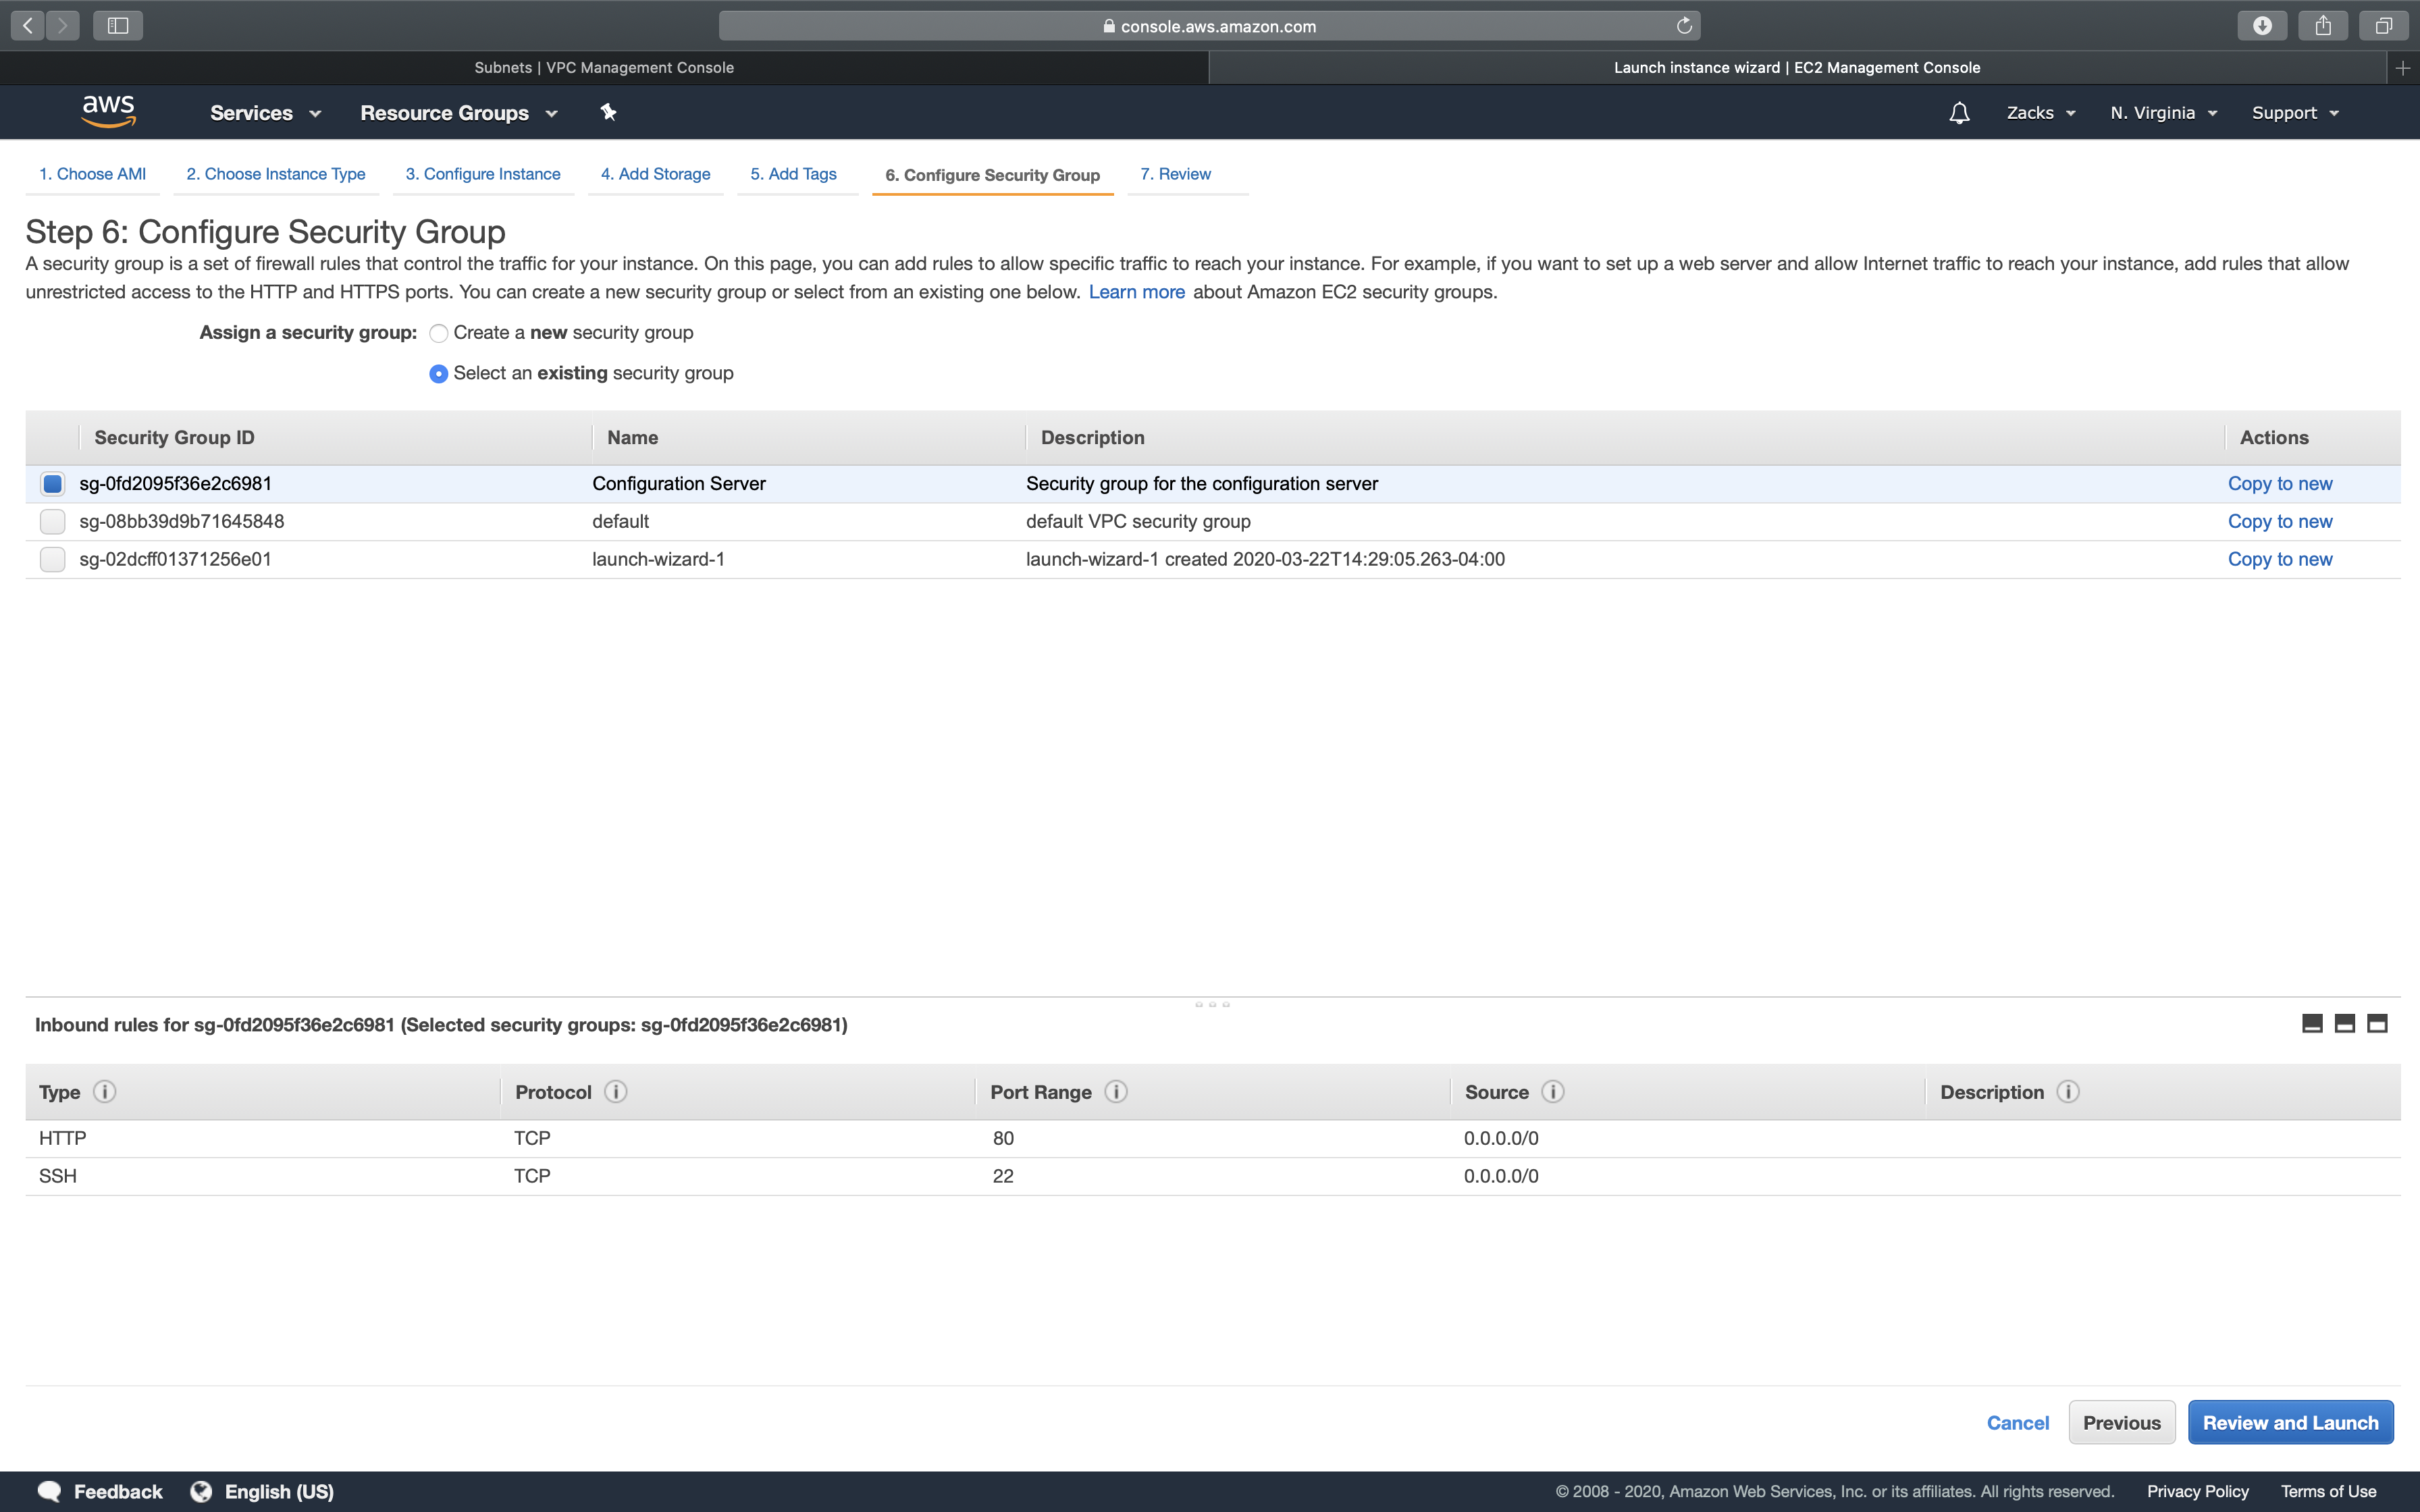 console.aws.amazon.com
Subnets | VPC Management Console
Launch instance wizard | EC2 Management Console
aws
Services
Resource Groups
Zacks
N. Virginia
Support
1. Choose AMI
2. Choose Instance Type
3. Configure Instance
4. Add Storage
5. Add Tags
6. Configure Security Group
7. Review
Step 6: Configure Security Group
A security group is a set of firewall rules that control the traffic for your instance. On this page, you can add rules to allow specific traffic to reach your instance. For example, if you want to set up a web server and allow Internet traffic to reach your instance, add rules that allow
unrestricted access to the HTTP and HTTPS ports. You can create a new security group or select from an existing one below. Learn more about Amazon EC2 security groups.
Assign a security group: Create a new security group
Select an existing security group
Security Group ID Name Description Actions
sg-0fd2095f36e2c6981 Configuration Server Security group for the configuration server Copy to new
sg-08bb39d9b71645848 default default VPC security group Copy to new
sg-02dcff01371256e01 launch-wizard-1 launch-wizard-1 created 2020-03-22T14:29:05.263-04:00 Copy to new
Inbound rules for sg-0fd2095f36e2c6981 (Selected security groups: sg-0fd2095f36e2c6981)
Type Protocol Port Range Source Description
HTTP TCP 80 0.0.0.0/0
SSH TCP 22 0.0.0.0/0
Cancel
Previous
Review and Launch
Feedback
English (US)
© 2008 - 2020, Amazon Web Services, Inc. or its affiliates. All rights reserved.
Privacy Policy
Terms of Use